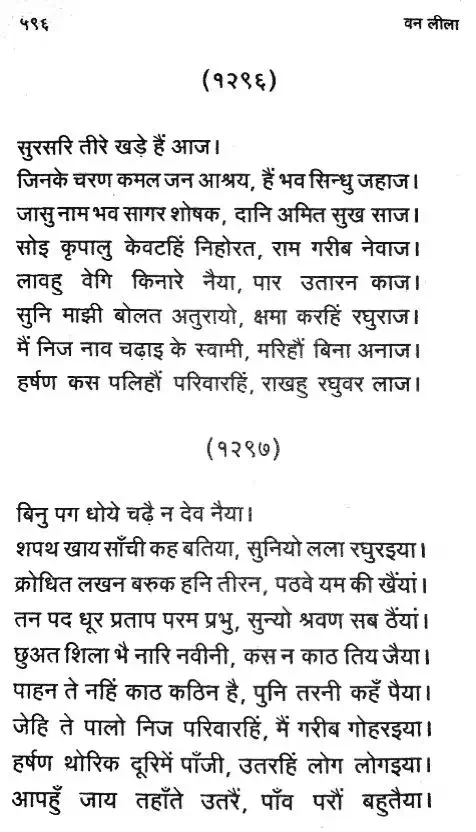 ५९६ वन लीला
(१२९६)
सुरसरि तीरे खड़े हैं आज।
जिनके चरण कमल जन आश्रय, हैं भव सिन्धु जहाज।
जासु नाम भव सागर शोषक, दानि अमित सुख साज।
सोइ कृपालु केवटहिं निहोरत, राम गरीब नेवाज।
लावहु वेगि किनारे नैया, पार उतारन काज।
सुनि माझी बोलत अतुरायो, क्षमा करहिं रघुराज।
मैं निज नाव चढ़ाइ के स्वामी, मरिहौं बिना अनाज।
हर्षण कस पलिहौं परिवारहिं, राखहु रघुवर लाज।
(१२९७)
बिनु पग धोये चढ़ै न देव नैया।
शपथ खाय साँची कह बतिया, सुनियो लला रघुरइया।
क्रोधित लखन बरुक हनि तीरन, पठवे यम की खैंयां।
तन पद धूर प्रताप परम प्रभु, सुन्यो श्रवण सब ठैंयां।
छुअत शिला भै नारि नवीनी, कस न काठ तिय जैया।
पाहन ते नहिं काठ कठिन है, पुनि तरनी कहँ पैया।
जेहि ते पालो निज परिवारहिं, मैं गरीब गोहरइया।
हर्षण थोरिक दूरिमें पाँजी, उतरहिं लोग लोगइया।
आपहुँ जाय तहाँते उतरैं, पाँव परौं बहुतैया।